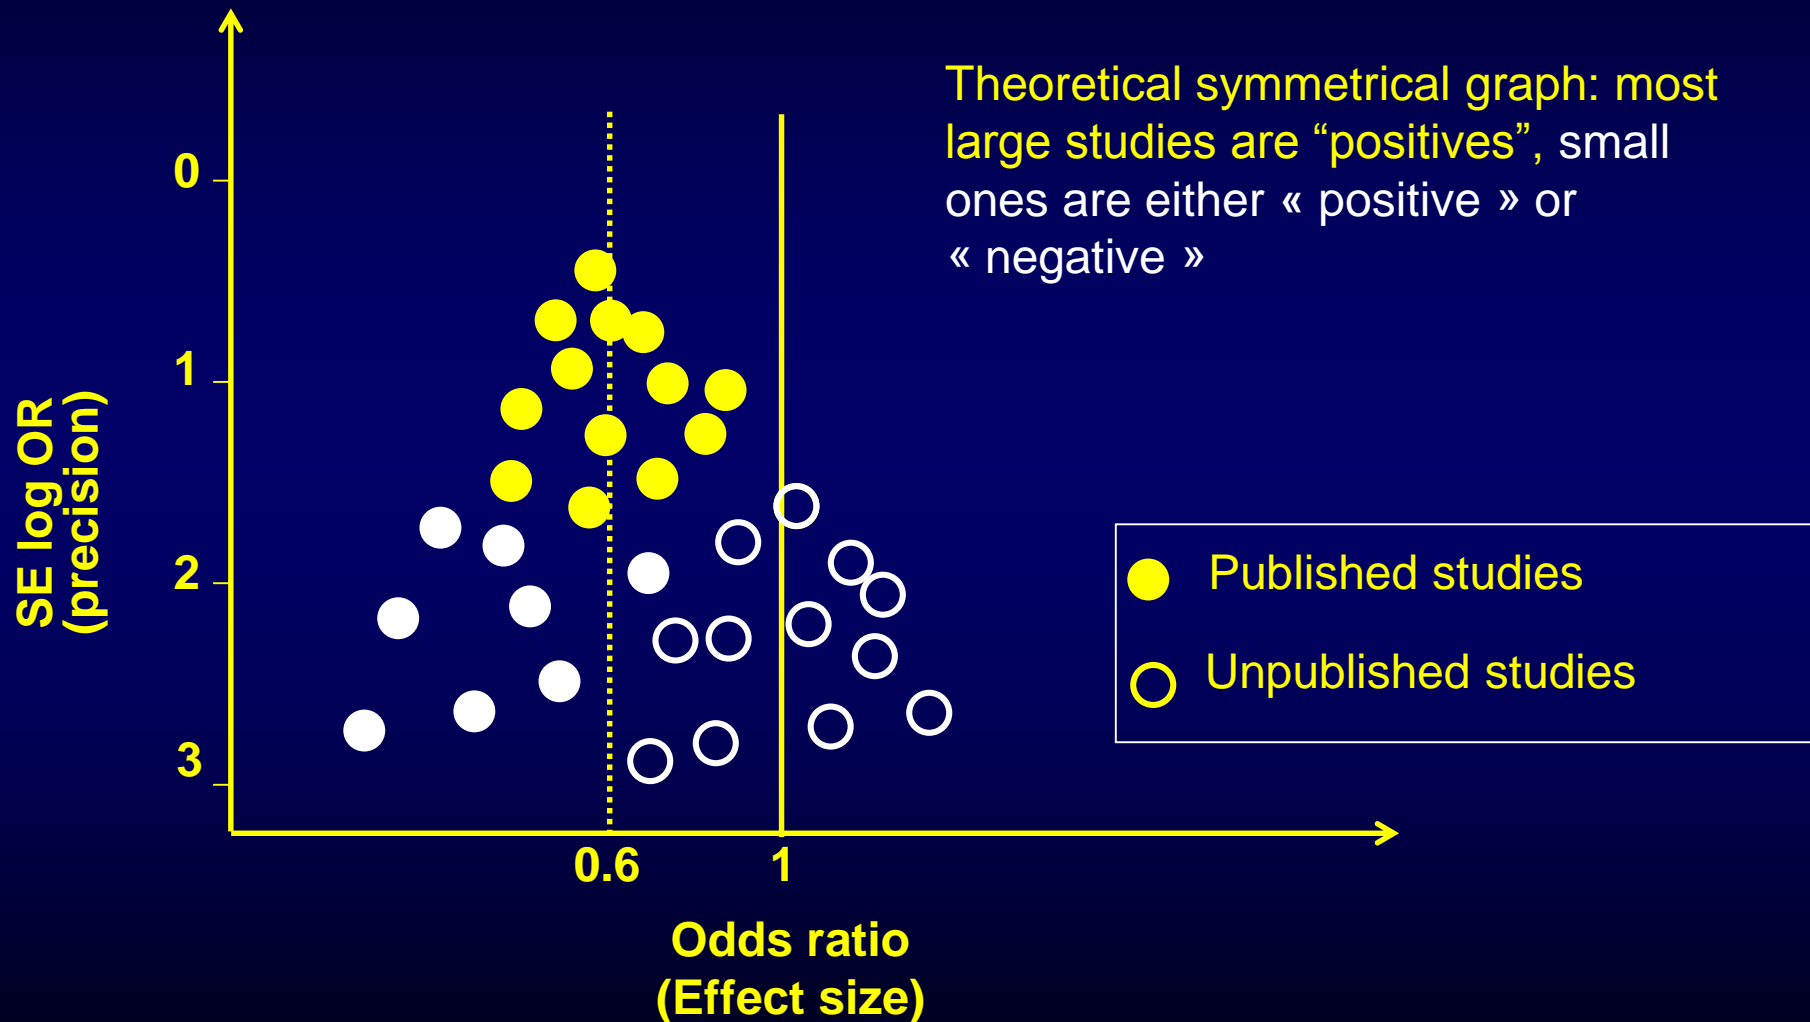 Theoretical symmetrical graph: most
large studies are “positives”, small
ones are either « positive » or
« negative »
0
1
2
3
SE log OR
(precision)
Published studies
Unpublished studies
0.6
1
Odds ratio
(Effect size)